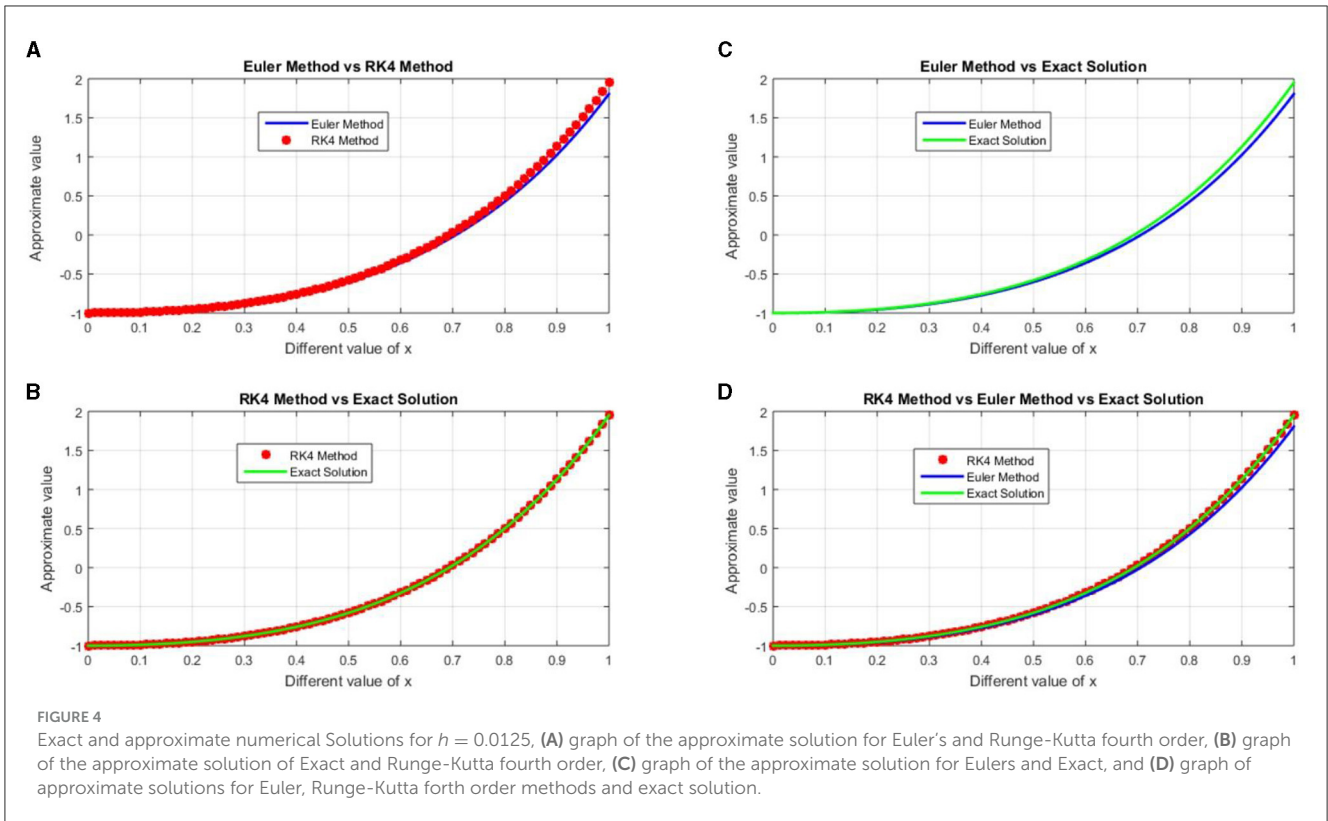 A
Euler Method vs RK4 Method
2
1.5
1
0.5
0
-0.5
-1
Approximate value
Euler Method
RK4 Method
0 0.1 0.2 0.3 0.4 0.5 0.6 0.7 0.8 0.9 1
Different value of x
B
RK4 Method vs Exact Solution
2
1.5
1
0.5
0
-0.5
-1
Approximate value
RK4 Method
Exact Solution
0 0.1 0.2 0.3 0.4 0.5 0.6 0.7 0.8 0.9 1
Different value of x
C
Euler Method vs Exact Solution
2
1.5
1
0.5
0
-0.5
-1
Approximate value
Euler Method
Exact Solution
0 0.1 0.2 0.3 0.4 0.5 0.6 0.7 0.8 0.9 1
Different value of x
D
RK4 Method vs Euler Method vs Exact Solution
2
1.5
1
0.5
0
-0.5
-1
Approximate value
RK4 Method
Euler Method
Exact Solution
0 0.1 0.2 0.3 0.4 0.5 0.6 0.7 0.8 0.9 1
Different value of x
FIGURE 4
Exact and approximate numerical Solutions for h = 0.0125, (A) graph of the approximate solution for Euler's and Runge-Kutta fourth order, (B) graph
of the approximate solution of Exact and Runge-Kutta fourth order, (C) graph of the approximate solution for Eulers and Exact, and (D) graph of
approximate solutions for Euler, Runge-Kutta forth order methods and exact solution.